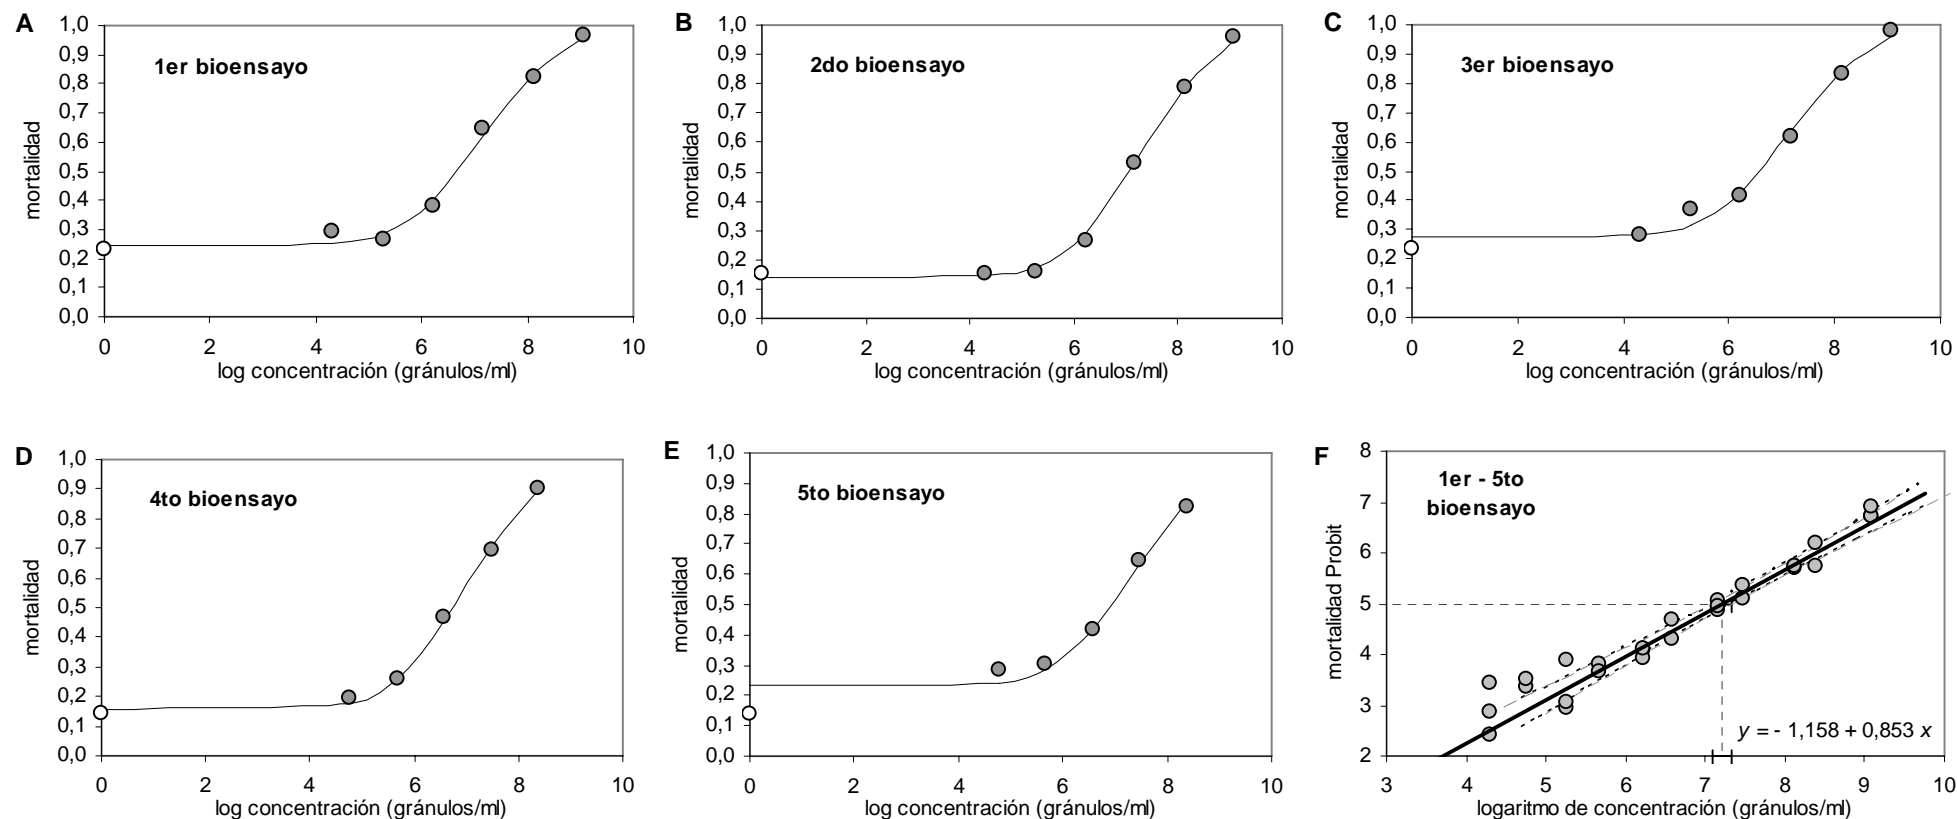 A
1er bioensayo
mortalidad
1,0
0,9
0,8
0,7
0,6
0,5
0,4
0,3
0,2
0,1
0,0
0 2 4 6 8 10
log concentración (gránulos/ml)
B
2do bioensayo
mortalidad
1,0
0,9
0,8
0,7
0,6
0,5
0,4
0,3
0,2
0,1
0,0
0 2 4 6 8 10
log concentración (gránulos/ml)
C
3er bioensayo
mortalidad
1,0
0,9
0,8
0,7
0,6
0,5
0,4
0,3
0,2
0,1
0,0
0 2 4 6 8 10
log concentración (gránulos/ml)
D
4to bioensayo
mortalidad
1,0
0,9
0,8
0,7
0,6
0,5
0,4
0,3
0,2
0,1
0,0
0 2 4 6 8 10
log concentración (gránulos/ml)
E
5to bioensayo
mortalidad
1,0
0,9
0,8
0,7
0,6
0,5
0,4
0,3
0,2
0,1
0,0
0 2 4 6 8 10
log concentración (gránulos/ml)
F
1er - 5to
bioensayo
mortalidad Probit
8
7
6
5
4
3
2
y = - 1,158 + 0,853 x
3 4 5 6 7 8 9 10
logaritmo de concentración (gránulos/ml)